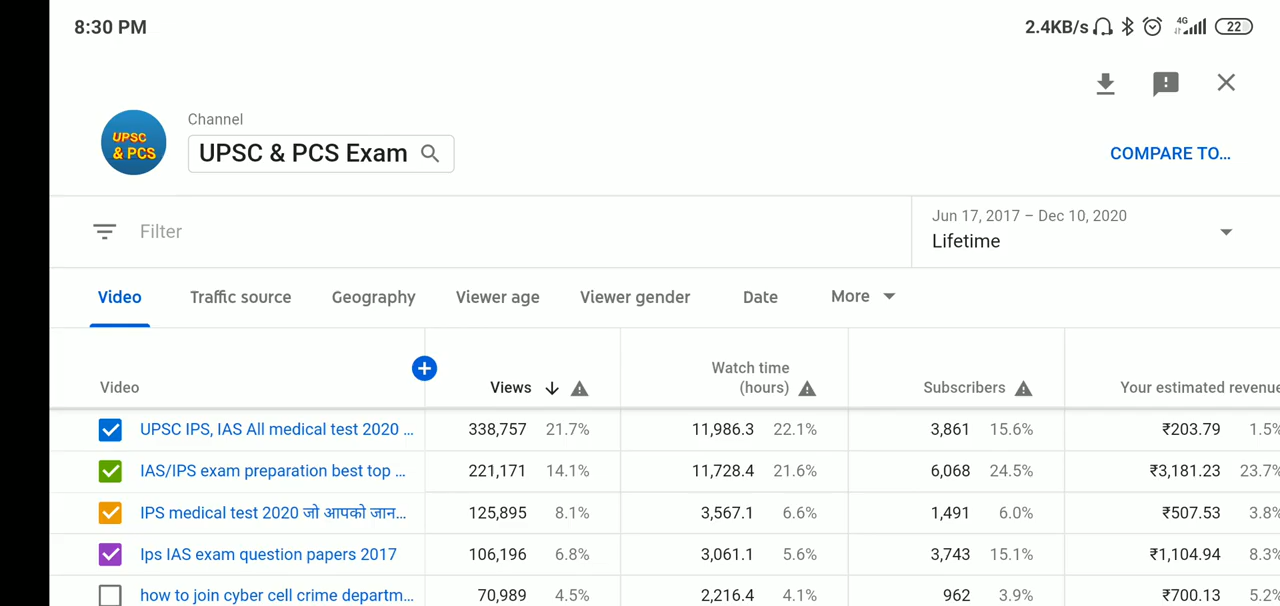 8:30 PM
2.4KB/s 4G 22
UPSC & PCS
Channel
UPSC & PCS Exam
COMPARE TO...
Filter
Jun 17, 2017 – Dec 10, 2020
Lifetime
Video Traffic source Geography Viewer age Viewer gender Date More
Video Views Watch time (hours) Subscribers Your estimated revenue
UPSC IPS, IAS All medical test 2020 ... 338,757 21.7% 11,986.3 22.1% 3,861 15.6% ₹203.79 1.5%
IAS/IPS exam preparation best top ... 221,171 14.1% 11,728.4 21.6% 6,068 24.5% ₹3,181.23 23.7%
IPS medical test 2020 जो आपको जान... 125,895 8.1% 3,567.1 6.6% 1,491 6.0% ₹507.53 3.8%
Ips IAS exam question papers 2017 106,196 6.8% 3,061.1 5.6% 3,743 15.1% ₹1,104.94 8.3%
how to join cyber cell crime departm... 70,989 4.5% 2,216.4 4.1% 962 3.9% ₹700.13 5.2%